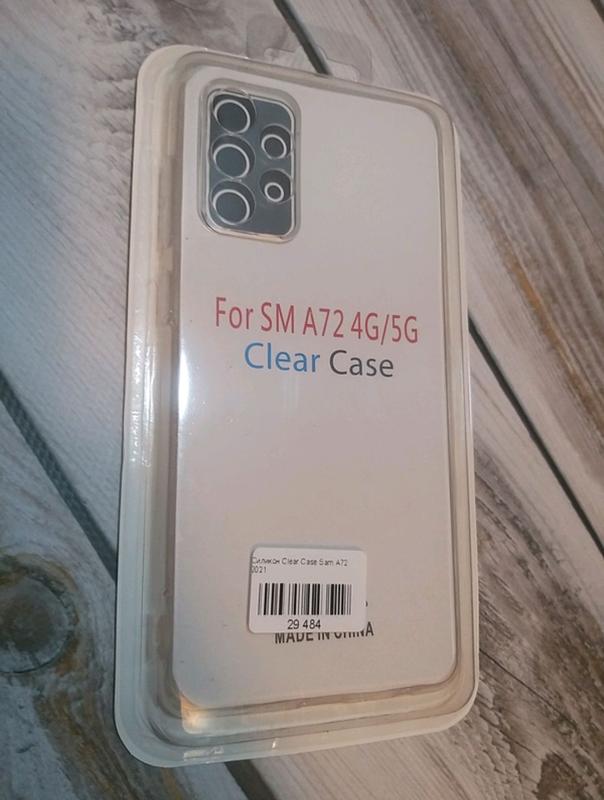 For SM A72 4G/5G
Clear Case
Силикон Clear Case Sam A72
2021
29 484
MADE IN CHINA